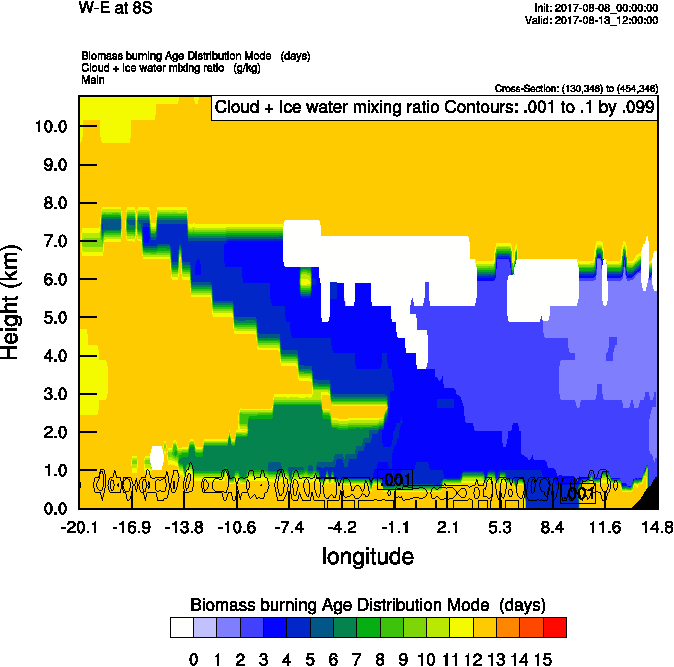 W-E at 8S
Init: 2017-08-08_00:00:00
Valid: 2017-08-13_12:00:00
Biomass burning Age Distribution Mode (days)
Cloud + Ice water mixing ratio (g/kg)
Main
Cross-Section: (130,346) to (454,346)
Cloud + Ice water mixing ratio Contours: .001 to .1 by .099
10.0
9.0
8.0
7.0
6.0
5.0
4.0
3.0
2.0
1.0
0.0
Height (km)
.001
.001
-20.1 -16.9 -13.8 -10.6 -7.4 -4.2 -1.1 2.1 5.3 8.4 11.6 14.8
longitude
Biomass burning Age Distribution Mode (days)
0 1 2 3 4 5 6 7 8 9 10 11 12 13 14 15